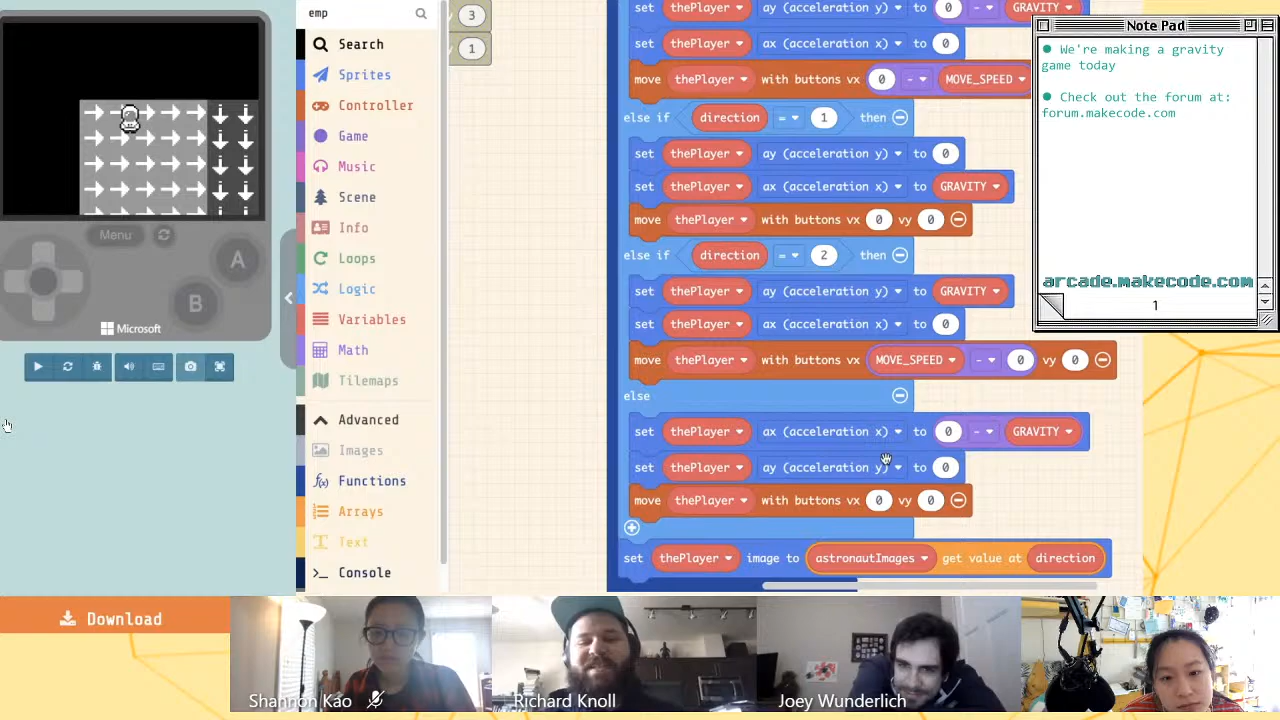 emp
Search
Sprites
Controller
Game
Music
Scene
Info
Loops
Logic
Variables
Math
Tilemaps
Advanced
Images
Functions
Arrays
Text
Console
3
1
set thePlayer ay (acceleration y) to 0 - GRAVITY
set thePlayer ax (acceleration x) to 0
move thePlayer with buttons vx 0 - MOVE_SPEED
else if direction = 1 then
set thePlayer ay (acceleration y) to 0
set thePlayer ax (acceleration x) to GRAVITY
move thePlayer with buttons vx 0 vy 0
else if direction = 2 then
set thePlayer ay (acceleration y) to GRAVITY
set thePlayer ax (acceleration x) to 0
move thePlayer with buttons vx MOVE_SPEED - 0 vy 0
else
set thePlayer ax (acceleration x) to 0 - GRAVITY
set thePlayer ay (acceleration y) to 0
move thePlayer with buttons vx 0 vy 0
set thePlayer image to astronautImages get value at direction
Note Pad
We're making a gravity
game today
Check out the forum at:
forum.makecode.com
arcade.makecode.com
1
Menu
A
B
Microsoft
Download
Shannon Kao
Richard Knoll
Joey Wunderlich